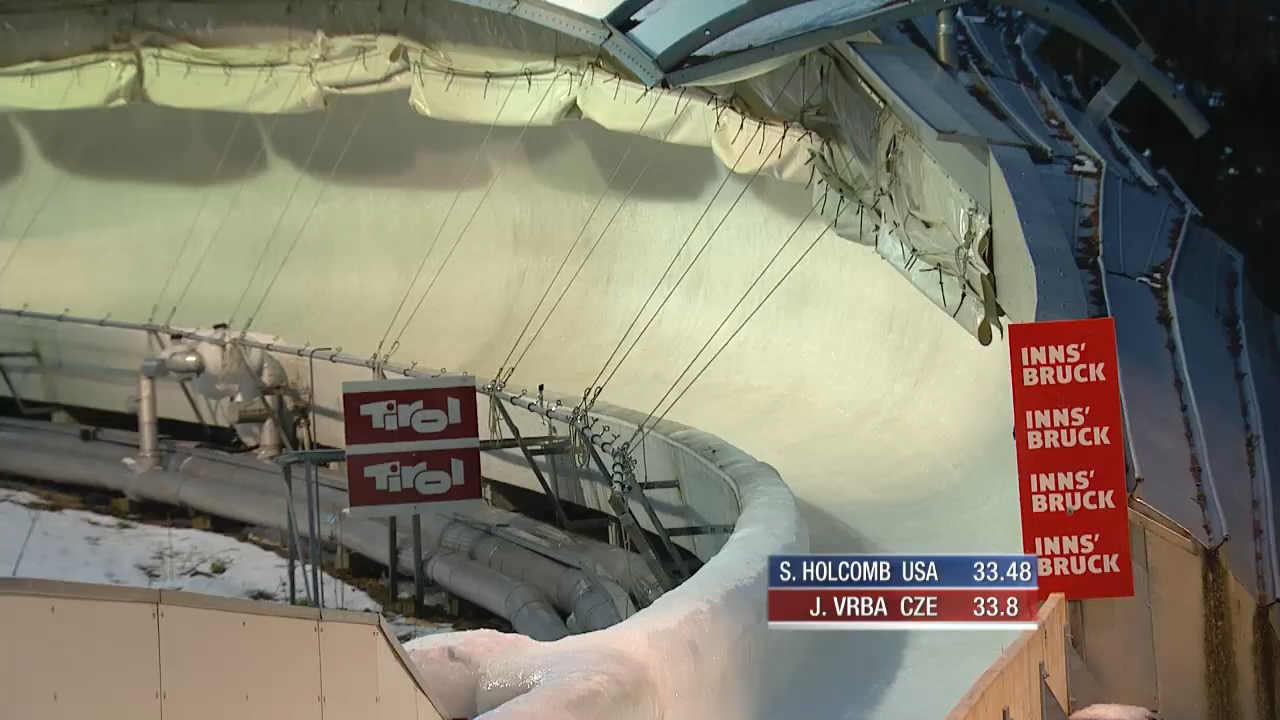 INNS'
BRUCK
INNS'
BRUCK
INNS'
BRUCK
INNS'
BRUCK
Tirol
Tirol
S. HOLCOMB USA 33.48
J. VRBA CZE 33.8